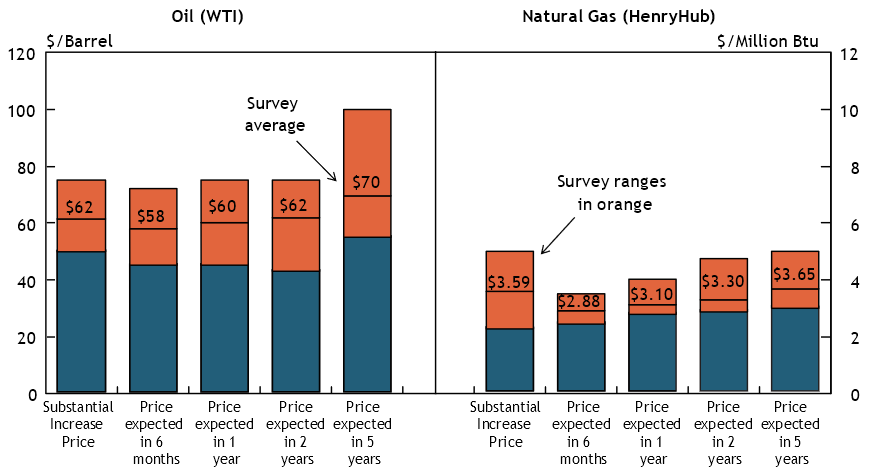 Oil (WTI)
Natural Gas (HenryHub)
$/Barrel
$/Million Btu
120
100
80
60
40
20
0
12
10
8
6
4
2
0
Survey
average
Survey ranges
in orange
$62
$58
$60
$62
$70
$3.59
$2.88
$3.10
$3.30
$3.65
Substantial
Increase
Price
Price
expected
in 6
months
Price
expected
in 1
year
Price
expected
in 2
years
Price
expected
in 5
years
Substantial
Increase
Price
Price
expected
in 6
months
Price
expected
in 1
year
Price
expected
in 2
years
Price
expected
in 5
years